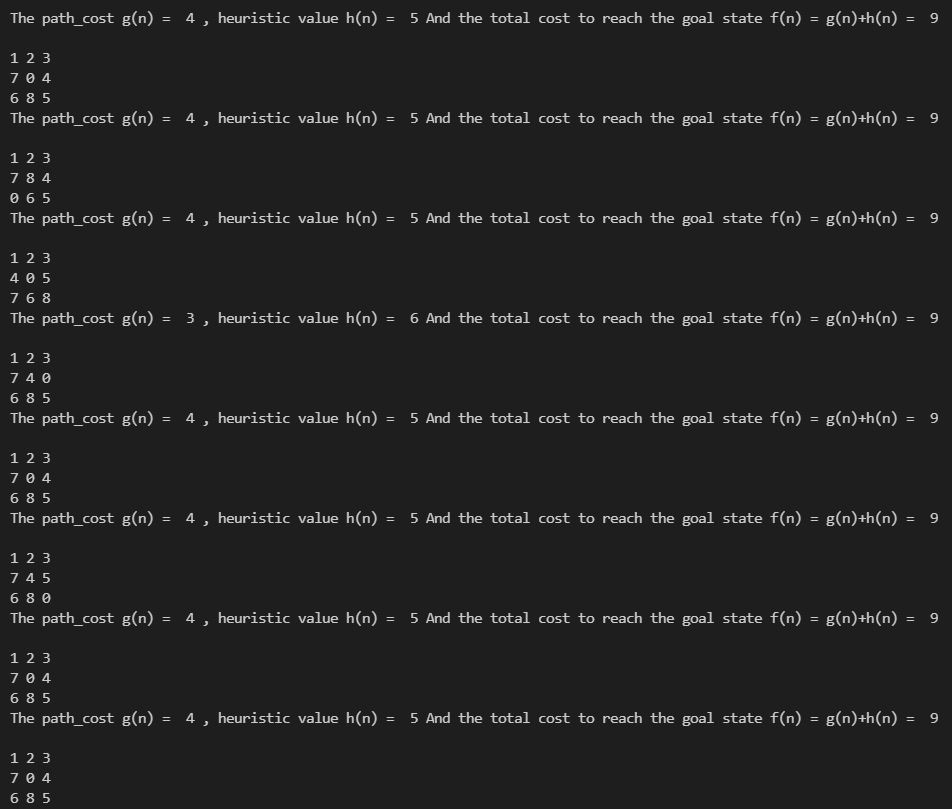 The path_cost g(n) =  4 , heuristic value h(n) =  5 And the total cost to reach the goal state f(n) = g(n)+h(n) =  9
1 2 3
7 0 4
6 8 5
The path_cost g(n) =  4 , heuristic value h(n) =  5 And the total cost to reach the goal state f(n) = g(n)+h(n) =  9
1 2 3
7 8 4
0 6 5
The path_cost g(n) =  4 , heuristic value h(n) =  5 And the total cost to reach the goal state f(n) = g(n)+h(n) =  9
1 2 3
4 0 5
7 6 8
The path_cost g(n) =  3 , heuristic value h(n) =  6 And the total cost to reach the goal state f(n) = g(n)+h(n) =  9
1 2 3
7 4 0
6 8 5
The path_cost g(n) =  4 , heuristic value h(n) =  5 And the total cost to reach the goal state f(n) = g(n)+h(n) =  9
1 2 3
7 0 4
6 8 5
The path_cost g(n) =  4 , heuristic value h(n) =  5 And the total cost to reach the goal state f(n) = g(n)+h(n) =  9
1 2 3
7 4 5
6 8 0
The path_cost g(n) =  4 , heuristic value h(n) =  5 And the total cost to reach the goal state f(n) = g(n)+h(n) =  9
1 2 3
7 0 4
6 8 5
The path_cost g(n) =  4 , heuristic value h(n) =  5 And the total cost to reach the goal state f(n) = g(n)+h(n) =  9
1 2 3
7 0 4
6 8 5